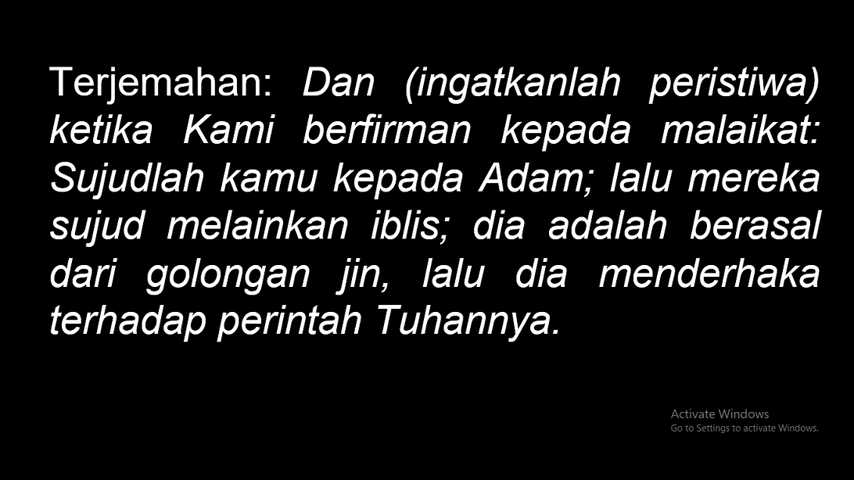 Terjemahan: Dan (ingatkanlah peristiwa)
ketika Kami berfirman kepada malaikat:
Sujudlah kamu kepada Adam; lalu mereka
sujud melainkan iblis; dia adalah berasal
dari golongan jin, lalu dia menderhaka
terhadap perintah Tuhannya.
Activate Windows
Go to Settings to activate Windows.